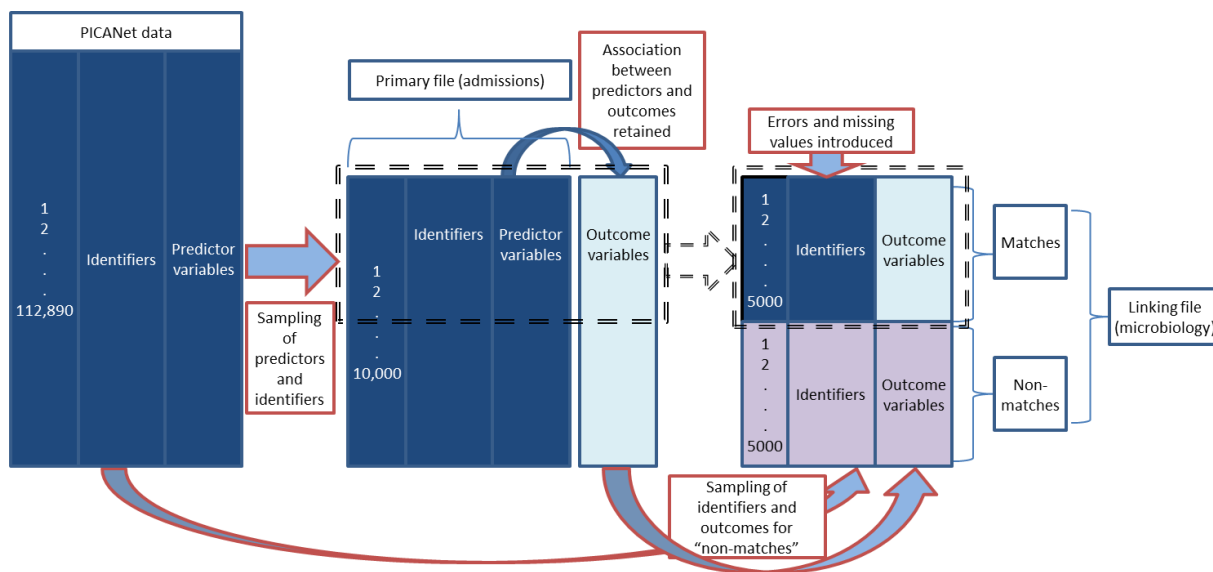 PICANet data
1
2
.
.
.
112,890
Identifiers
Predictor
variables
Sampling
of
predictors
and
identifiers
Primary file (admissions)
1
2
.
.
.
10,000
Identifiers
Predictor
variables
Outcome
variables
Association
between
predictors and
outcomes
retained
Errors and missing
values introduced
1
2
.
.
.
5000
Identifiers
Outcome
variables
1
2
.
.
.
5000
Identifiers
Outcome
variables
Matches
Non-
matches
Linking file
(microbiology)
Sampling of
identifiers and
outcomes for
“non-matches”